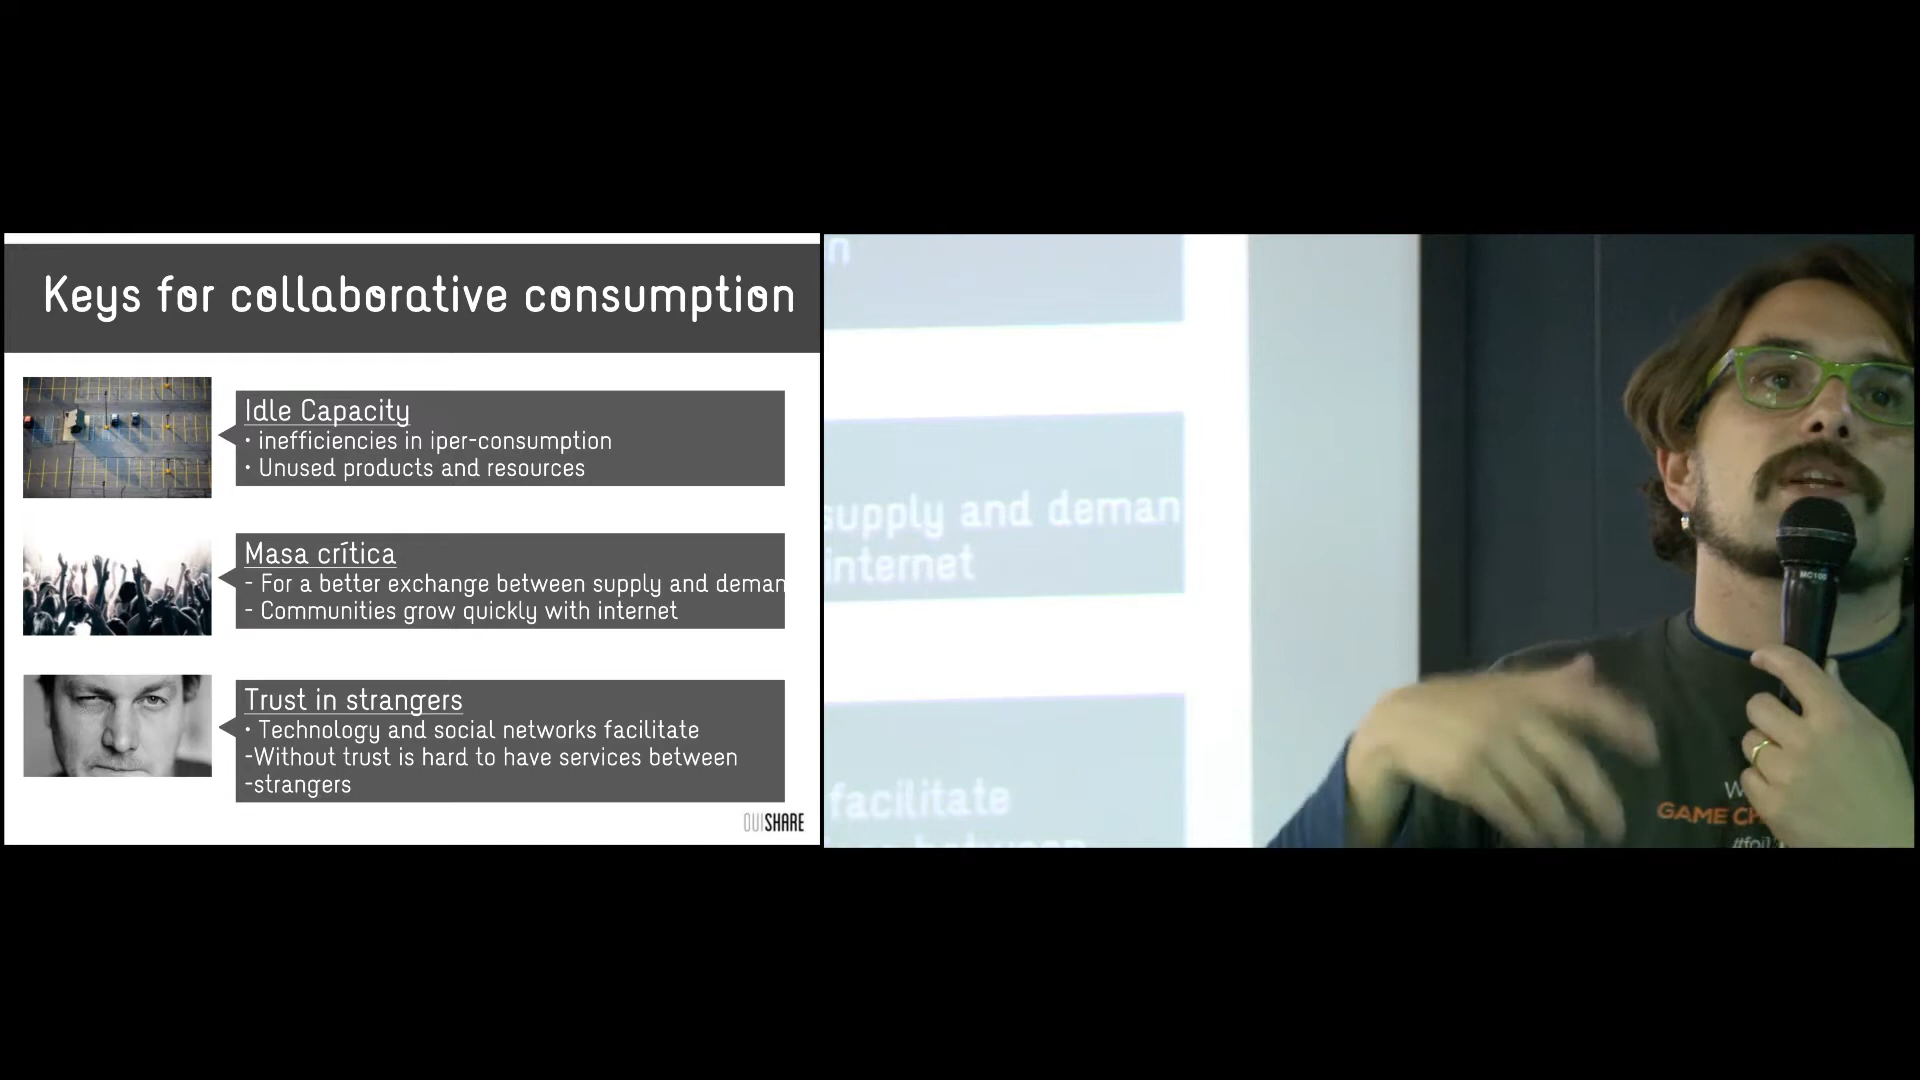 Keys for collaborative consumption
Idle Capacity
• inefficiencies in iper-consumption
• Unused products and resources
Masa crítica
- For a better exchange between supply and deman
- Communities grow quickly with internet
Trust in strangers
• Technology and social networks facilitate
-Without trust is hard to have services between
-strangers
OUISHARE
n
supply and deman
internet
facilitate
between
MC100
GAME